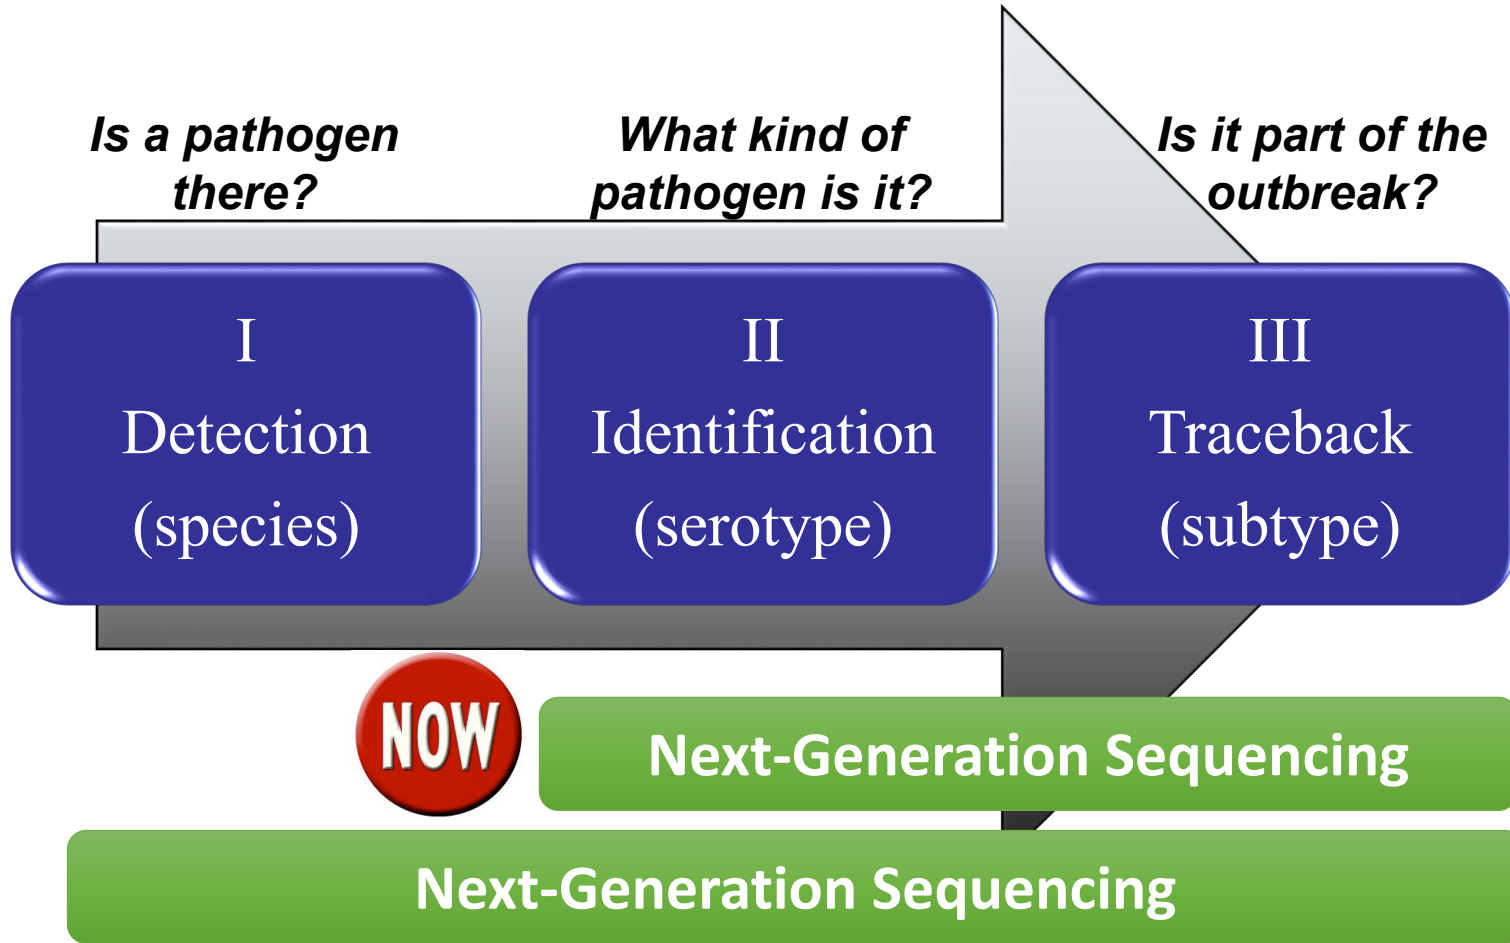 Is a pathogen
there?
What kind of
pathogen is it?
Is it part of the
outbreak?
I
Detection
(species)
II
Identification
(serotype)
III
Traceback
(subtype)
NOW
Next-Generation Sequencing
Next-Generation Sequencing